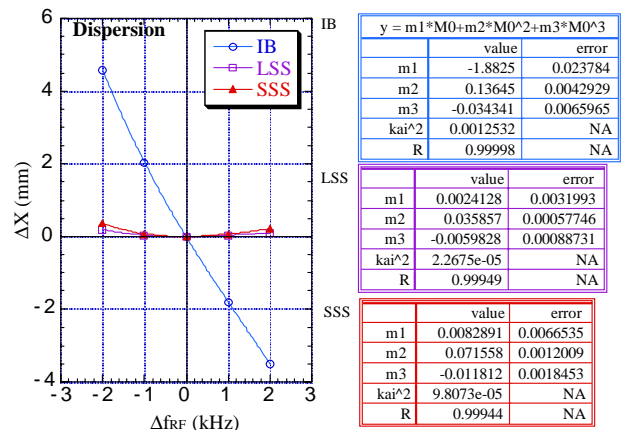 Dispersion
IB
LSS
SSS
6
4
2
0
-2
-4
ΔX (mm)
-3 -2 -1 0 1 2 3
ΔfRF (kHz)
IB
y = m1*M0+m2*M0^2+m3*M0^3
value error
m1 -1.8825 0.023784
m2 0.13645 0.0042929
m3 -0.034341 0.0065965
kai^2 0.0012532 NA
R 0.99998 NA
LSS
value error
m1 0.0024128 0.0031993
m2 0.035857 0.00057746
m3 -0.0059828 0.00088731
kai^2 2.2675e-05 NA
R 0.99949 NA
SSS
value error
m1 0.0082891 0.0066535
m2 0.071558 0.0012009
m3 -0.011812 0.0018453
kai^2 9.8073e-05 NA
R 0.99944 NA